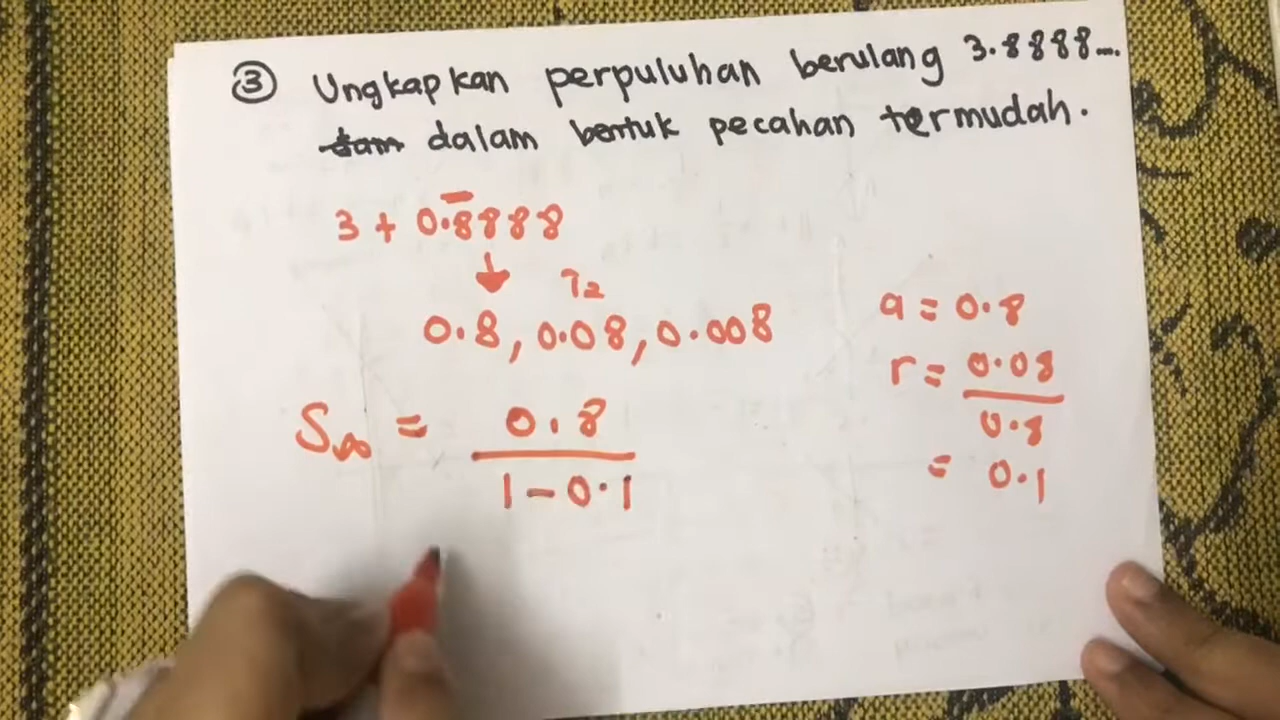 ③ Ungkapkan perpuluhan berulang 3.8888...
tam dalam bentuk pecahan termudah.
3 + 0.8888
T2
0.8, 0.08, 0.008
S∞ = 0.8
1 - 0.1
a = 0.8
r = 0.08
0.8
= 0.1